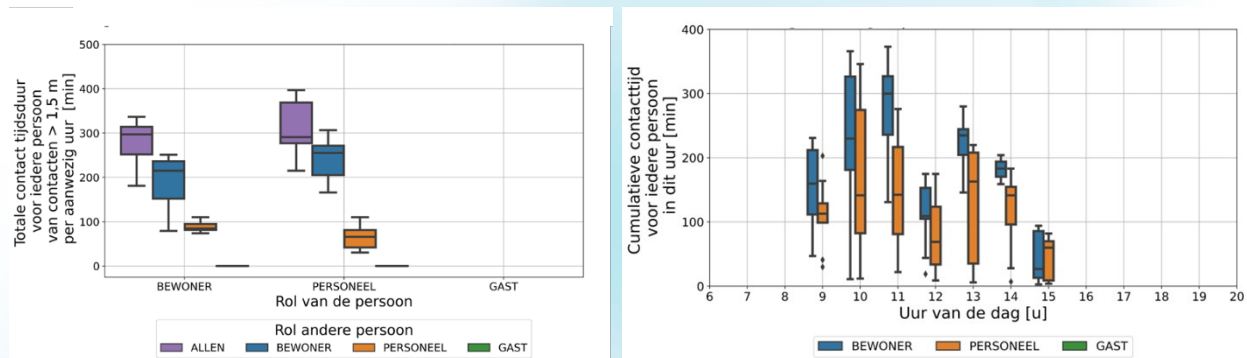 Totale contact tijdsduur
voor iedere persoon
van contacten > 1,5 m
per aanwezig uur [min]
500
400
300
200
100
0
BEWONER PERSONEEL GAST
Rol van de persoon
Rol andere persoon
ALLEN BEWONER PERSONEEL GAST
Cumulatieve contacttijd
voor iedere persoon
in dit uur [min]
400
300
200
100
0
6 7 8 9 10 11 12 13 14 15 16 17 18 19 20
Uur van de dag [u]
BEWONER PERSONEEL GAST